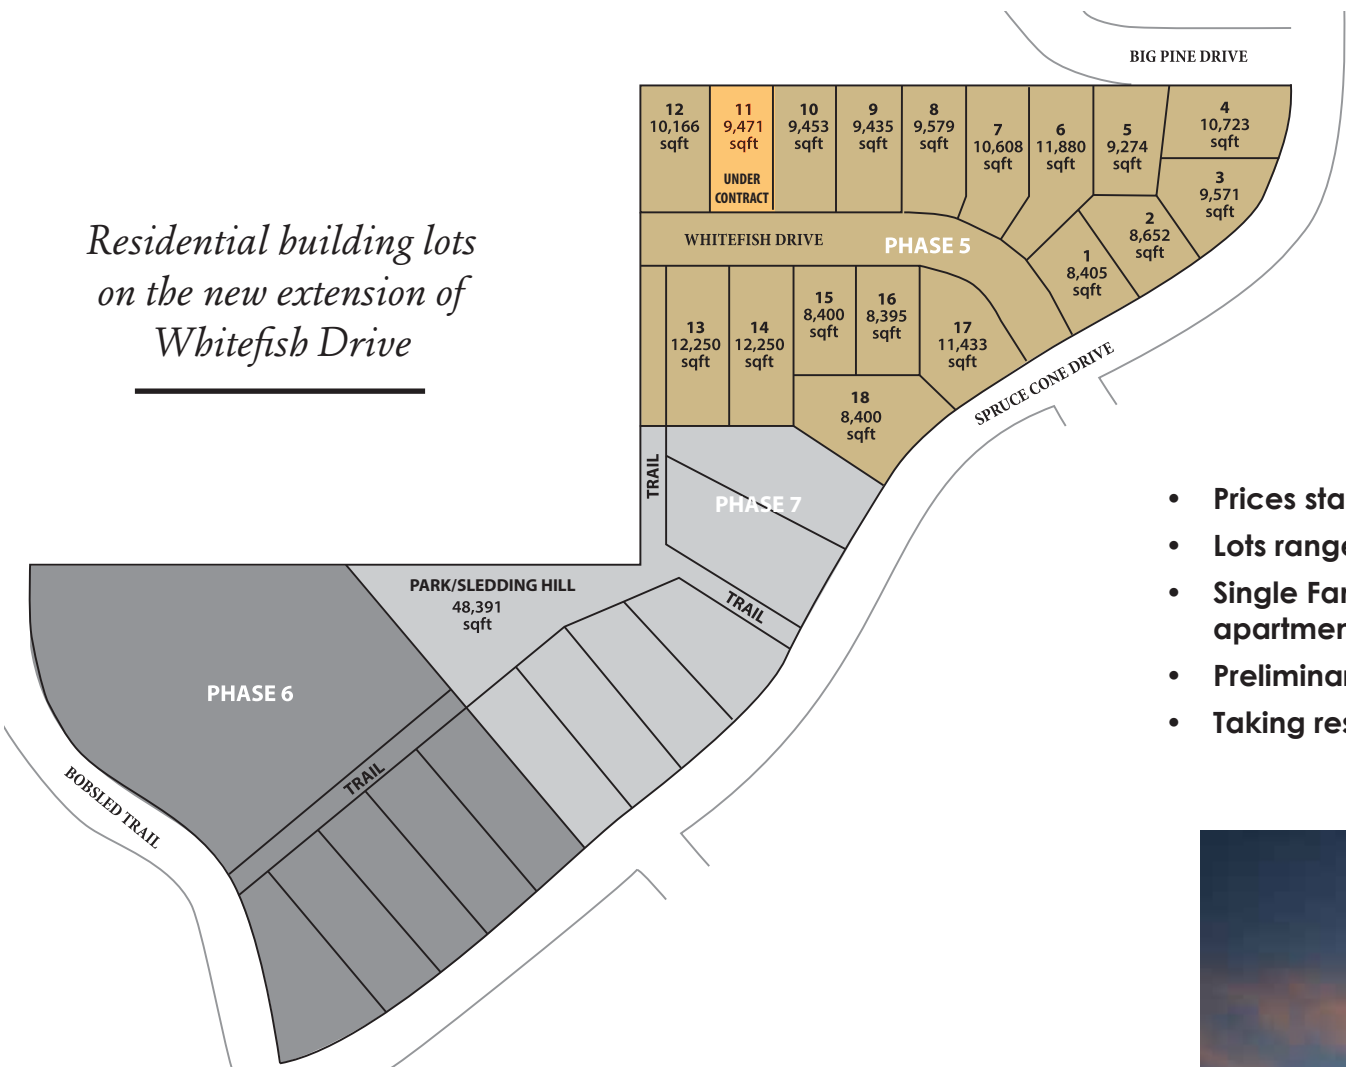 BIG PINE DRIVE
12
10,166
sqft
11
9,471
sqft
UNDER
CONTRACT
10
9,453
sqft
9
9,435
sqft
8
9,579
sqft
7
10,608
sqft
6
11,880
sqft
5
9,274
sqft
4
10,723
sqft
3
9,571
sqft
2
8,652
sqft
1
8,405
sqft
Residential building lots
on the new extension of
Whitefish Drive
WHITEFISH DRIVE
PHASE 5
13
12,250
sqft
14
12,250
sqft
15
8,400
sqft
16
8,395
sqft
17
11,433
sqft
18
8,400
sqft
SPRUCE CONE DRIVE
TRAIL
PHASE 7
PARK/SLEDDING HILL
48,391
sqft
TRAIL
PHASE 6
TRAIL
BOBSLED TRAIL
• Prices sta
• Lots range
• Single Fan
apartmen
• Preliminar
• Taking res